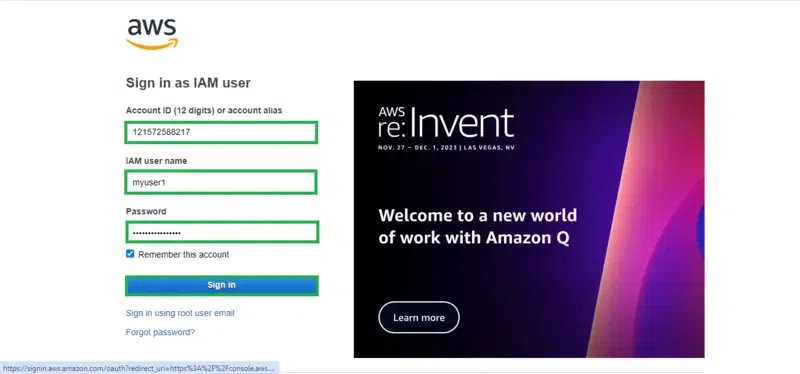 aws
Sign in as IAM user
Account ID (12 digits) or account alias
121572588217
IAM user name
myuser1
Password
••••••••••••••••
Remember this account
Sign in
Sign in using root user email
Forgot password?
AWS
re:Invent
NOV. 27 – DEC. 1, 2023 | LAS VEGAS, NV
Welcome to a new world
of work with Amazon Q
Learn more
https://signin.aws.amazon.com/oauth?redirect_uri=https%3A%2F%2Fconsole.aws...